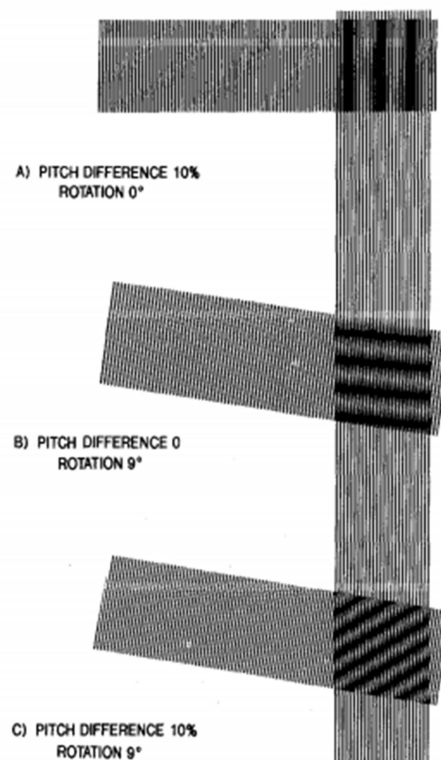 A) PITCH DIFFERENCE 10%
ROTATION 0°
B) PITCH DIFFERENCE 0
ROTATION 9°
C) PITCH DIFFERENCE 10%
ROTATION 9°